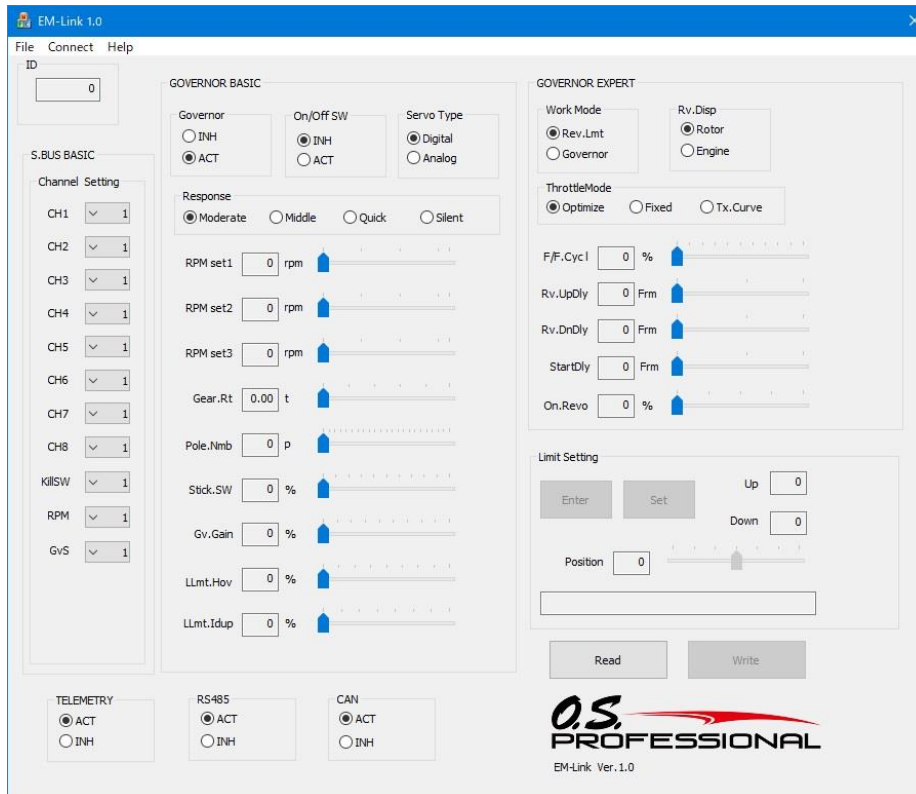 EM-Link 1.0
File Connect Help
ID
0
S.BUS BASIC
Channel Setting
CH1 1
CH2 1
CH3 1
CH4 1
CH5 1
CH6 1
CH7 1
CH8 1
KillSW 1
RPM 1
GvS 1
GOVERNOR BASIC
Governor
INH
ACT
On/Off SW
INH
ACT
Servo Type
Digital
Analog
Response
Moderate Middle Quick Silent
RPM set1 0 rpm
RPM set2 0 rpm
RPM set3 0 rpm
Gear.Rt 0.00 t
Pole.Nmb 0 p
Stick.SW 0 %
Gv.Gain 0 %
LLmt.Hov 0 %
LLmt.Idup 0 %
GOVERNOR EXPERT
Work Mode
Rev.Lmt
Governor
Rv.Disp
Rotor
Engine
ThrottleMode
Optimize Fixed Tx.Curve
F/F.Cycl 0 %
Rv.UpDly 0 Frm
Rv.DnDly 0 Frm
StartDly 0 Frm
On.Revo 0 %
Limit Setting
Enter Set
Up 0
Down 0
Position 0
Read Write
TELEMETRY
ACT
INH
RS485
ACT
INH
CAN
ACT
INH
O.S.
PROFESSIONAL
EM-Link Ver.1.0